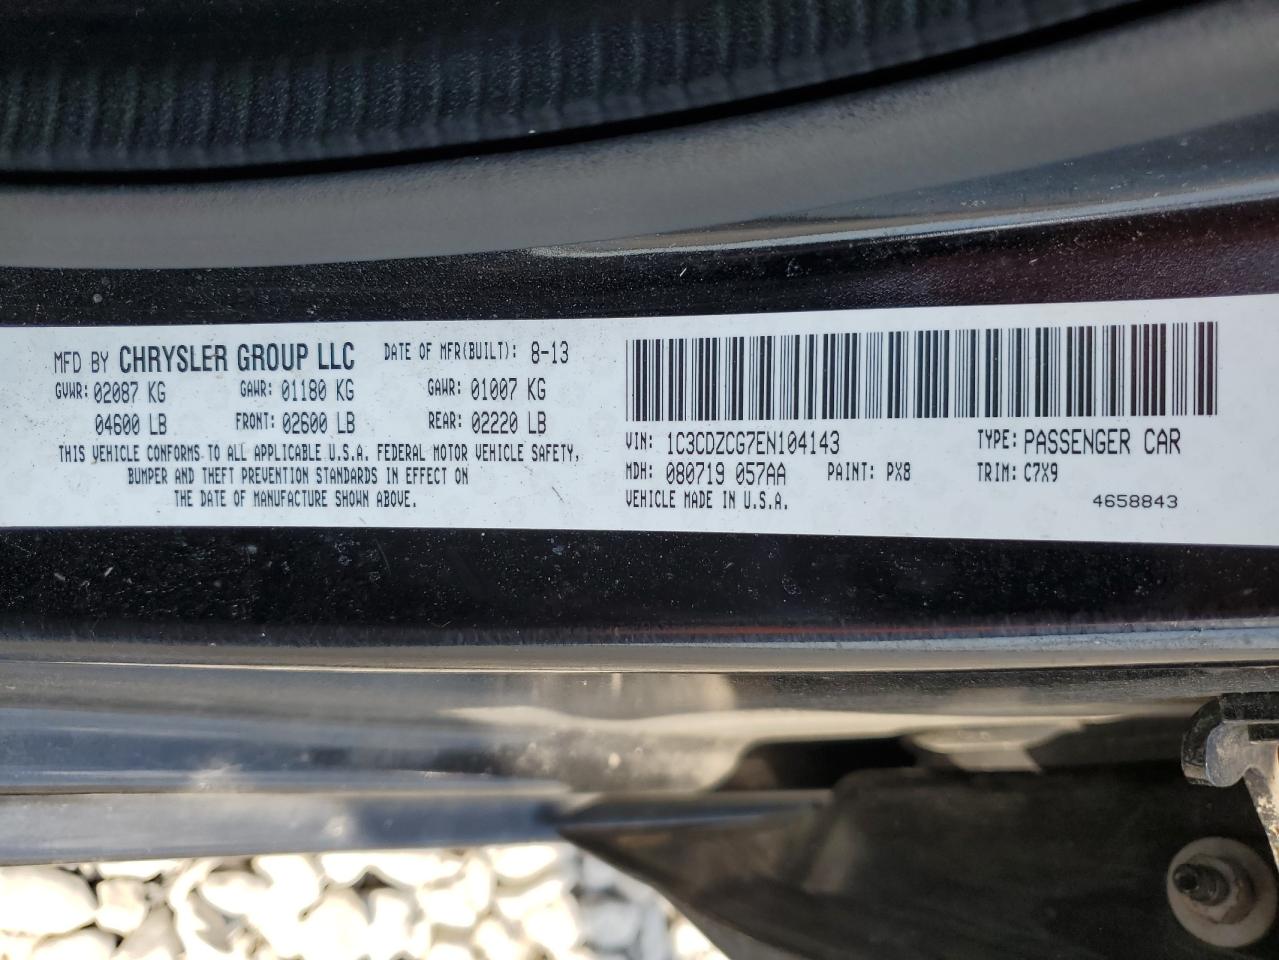 MFD BY CHRYSLER GROUP LLC DATE OF MFR(BUILT): 8-13
GVWR: 02087 KG GAWR: 01180 KG GAWR: 01007 KG
04600 LB FRONT: 02600 LB REAR: 02220 LB
THIS VEHICLE CONFORMS TO ALL APPLICABLE U.S.A. FEDERAL MOTOR VEHICLE SAFETY,
BUMPER AND THEFT PREVENTION STANDARDS IN EFFECT ON
THE DATE OF MANUFACTURE SHOWN ABOVE.
VIN: 1C3CDZCG7EN104143 TYPE: PASSENGER CAR
MDH: 080719 057AA PAINT: PX8 TRIM: C7X9
VEHICLE MADE IN U.S.A. 4658843